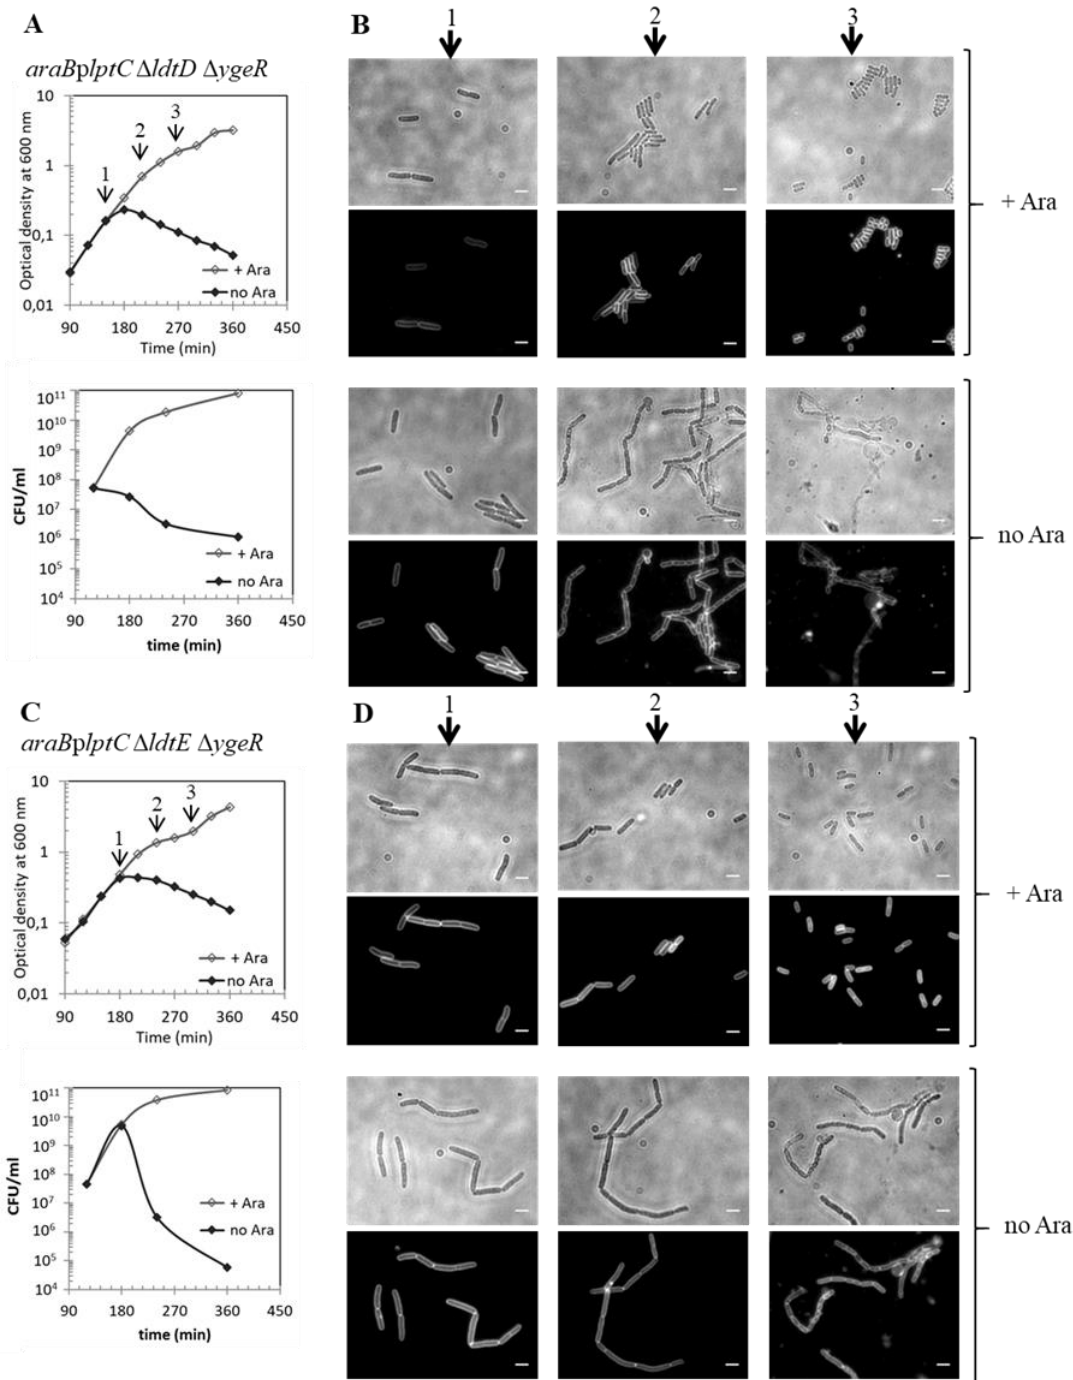 A
araBplptC ΔldtD ΔygeR
10
1
0,1
0,01
Optical density at 600 nm
1
2
3
+ Ara
no Ara
90 180 270 360 450
Time (min)
10¹¹
10¹⁰
10⁹
10⁸
10⁷
10⁶
10⁵
10⁴
CFU/ml
+ Ara
no Ara
90 180 270 360 450
time (min)
B
1 2 3
+ Ara
no Ara
C
araBplptC ΔldtE ΔygeR
10
1
0,1
0,01
Optical density at 600 nm
1
2
3
+ Ara
no Ara
90 180 270 360 450
Time (min)
10¹¹
10¹⁰
10⁹
10⁸
10⁷
10⁶
10⁵
10⁴
CFU/ml
+ Ara
no Ara
90 180 270 360 450
time (min)
D
1 2 3
+ Ara
no Ara